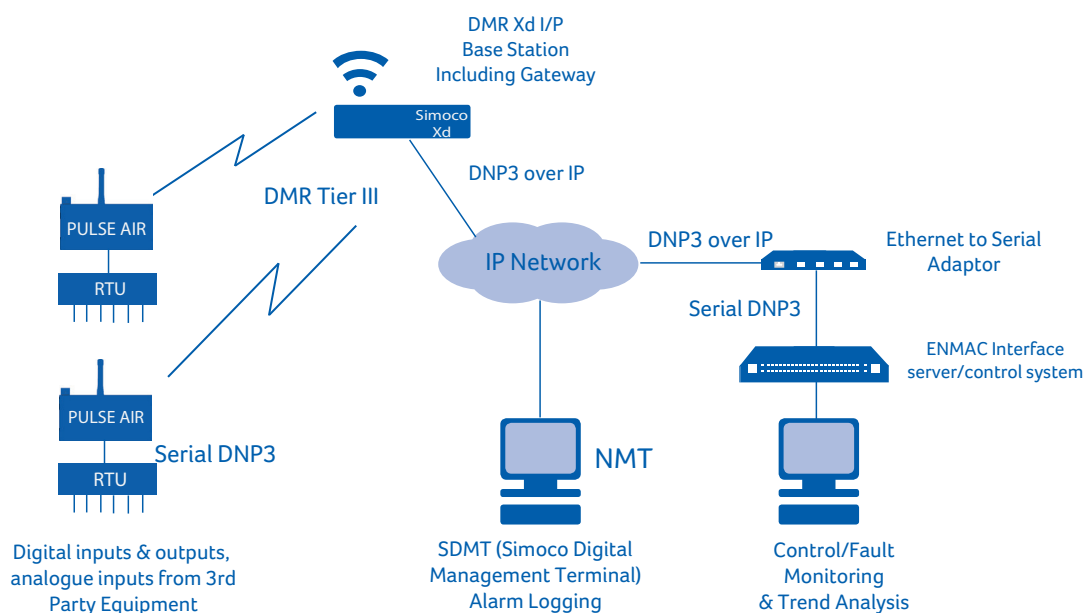 DMR Xd I/P
Base Station
Including Gateway
Simoco
Xd
DNP3 over IP
DMR Tier III
PULSE AIR
RTU
IP Network
DNP3 over IP
Ethernet to Serial
Adaptor
Serial DNP3
ENMAC Interface
server/control system
PULSE AIR
Serial DNP3
RTU
NMT
Digital inputs & outputs,
analogue inputs from 3rd
Party Equipment
SDMT (Simoco Digital
Management Terminal)
Alarm Logging
Control/Fault
Monitoring
& Trend Analysis